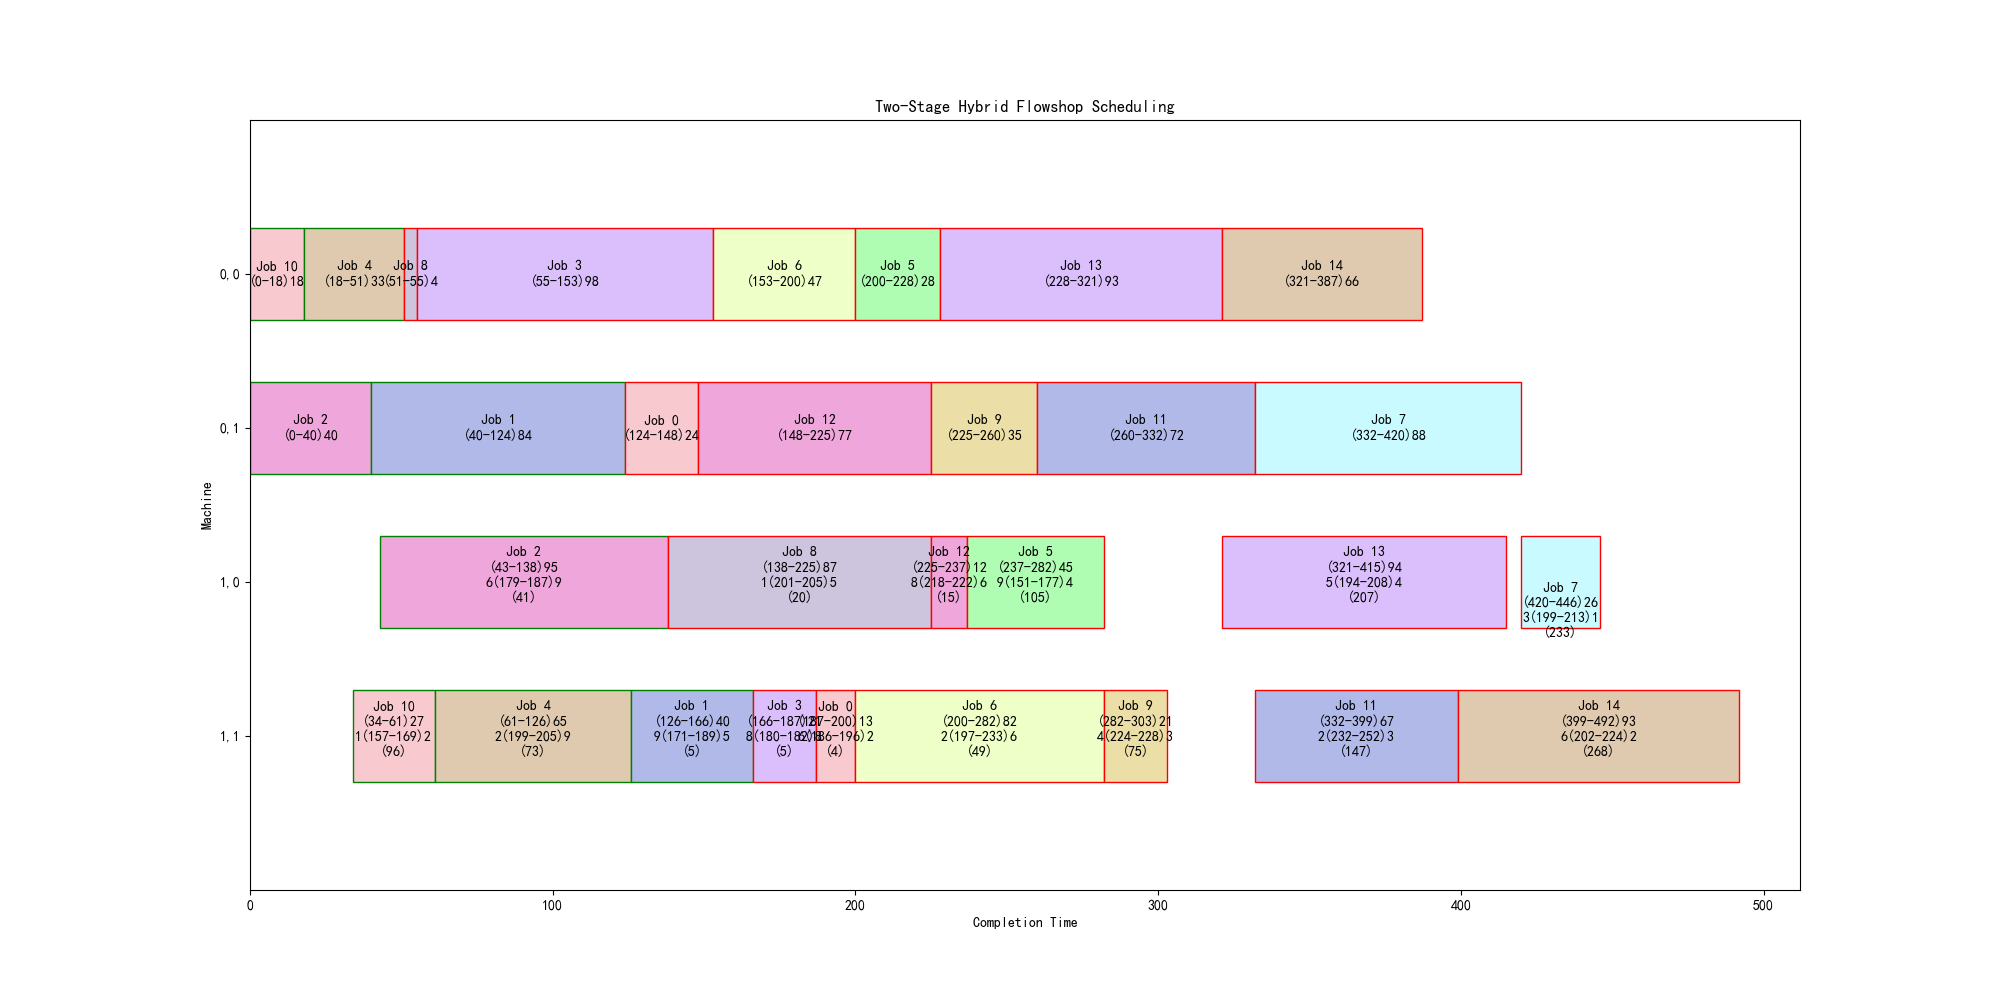 Two-Stage Hybrid Flowshop Scheduling
0,0
Job 10
(0-18)18
Job 4
(18-51)33
Job 8
(51-55)4
Job 3
(55-153)98
Job 6
(153-200)47
Job 5
(200-228)28
Job 13
(228-321)93
Job 14
(321-387)66
0,1
Job 2
(0-40)40
Job 1
(40-124)84
Job 0
(124-148)24
Job 12
(148-225)77
Job 9
(225-260)35
Job 11
(260-332)72
Job 7
(332-420)88
Machine
1,0
Job 2
(43-138)95
6(179-187)9
(41)
Job 8
(138-225)87
1(201-205)5
(20)
Job 12
(225-237)12
8(218-222)6
(15)
Job 5
(237-282)45
9(151-177)4
(105)
Job 13
(321-415)94
5(194-208)4
(207)
Job 7
(420-446)26
3(199-213)1
(233)
1,1
Job 10
(34-61)27
1(157-169)2
(96)
Job 4
(61-126)65
2(199-205)9
(73)
Job 1
(126-166)40
9(171-189)5
(5)
Job 3
(166-187)21
8(180-182)8
(5)
Job 0
(187-200)13
6(186-196)2
(4)
Job 6
(200-282)82
2(197-233)6
(49)
Job 9
(282-303)21
4(224-228)3
(75)
Job 11
(332-399)67
2(232-252)3
(147)
Job 14
(399-492)93
6(202-224)2
(268)
0
100
200
300
400
500
Completion Time